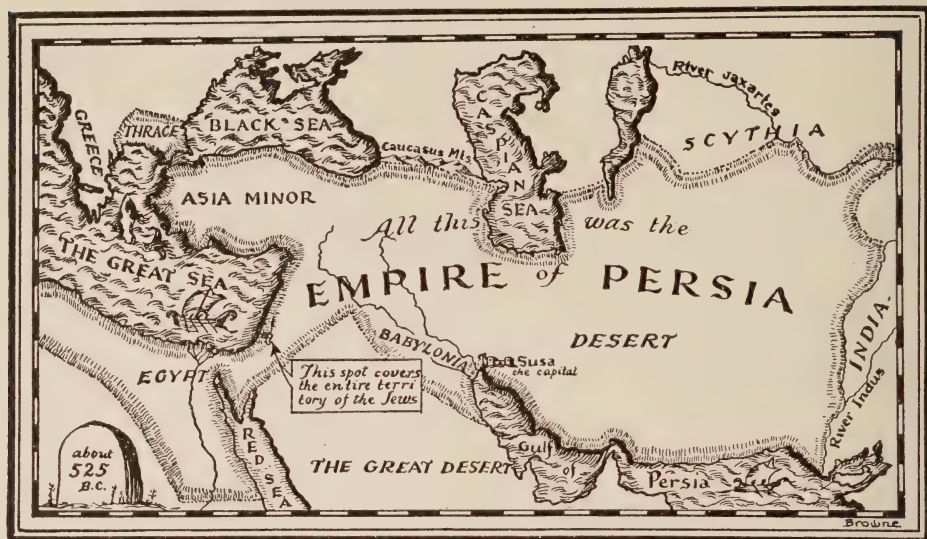 GREECE
THRACE
BLACK SEA
Caucasus Mts
CASPIAN
SEA
River Jaxartes
SCYTHIA
ASIA MINOR
All this was the
EMPIRE of PERSIA
THE GREAT SEA
DESERT
BABYLONIA
Susa
the capital
INDIA
River Indus
EGYPT
This spot covers
the entire terri
tory of the Jews
RED SEA
THE GREAT DESERT
Gulf
of
Persia
about
525
B.C.
Browne